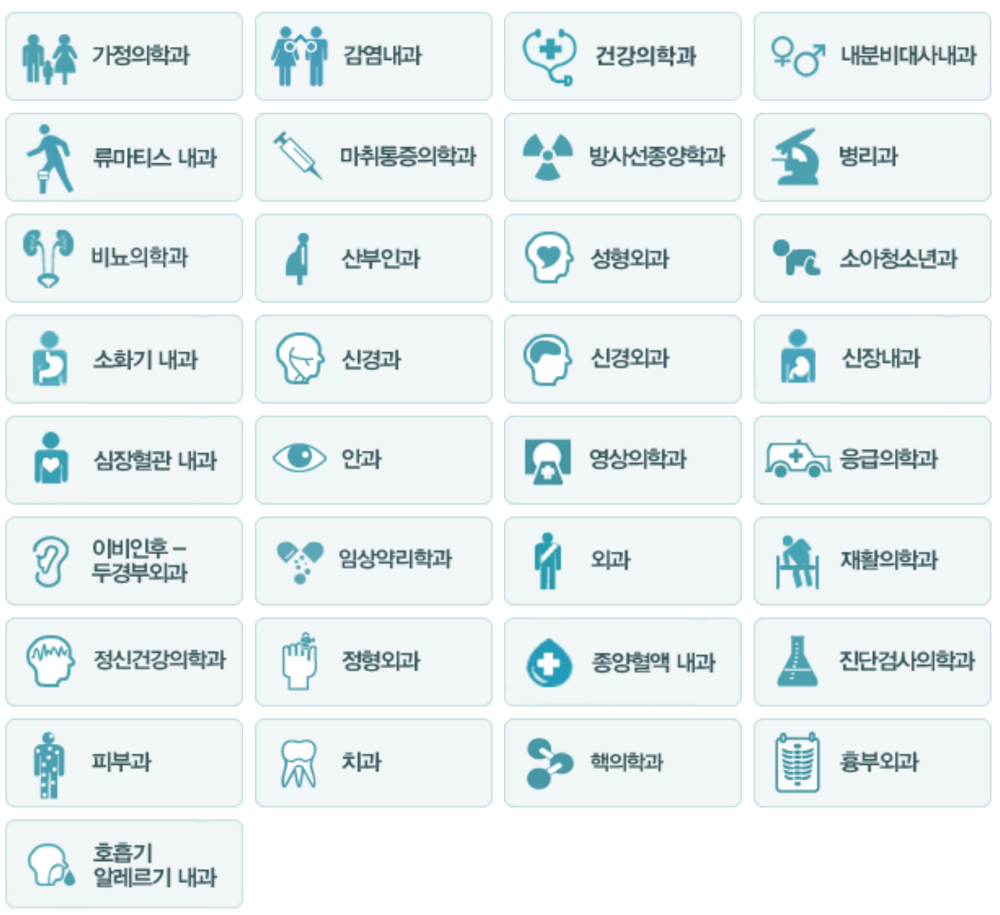 가정의학과
감염내과
건강의학과
내분비대사내과
류마티스 내과
마취통증의학과
방사선종양학과
병리과
비뇨의학과
산부인과
성형외과
소아청소년과
소화기 내과
신경과
신경외과
신장내과
심장혈관 내과
안과
영상의학과
응급의학과
이비인후 –
두경부외과
임상약리학과
외과
재활의학과
정신건강의학과
정형외과
종양혈액 내과
진단검사의학과
피부과
치과
핵의학과
흉부외과
호흡기
알레르기 내과